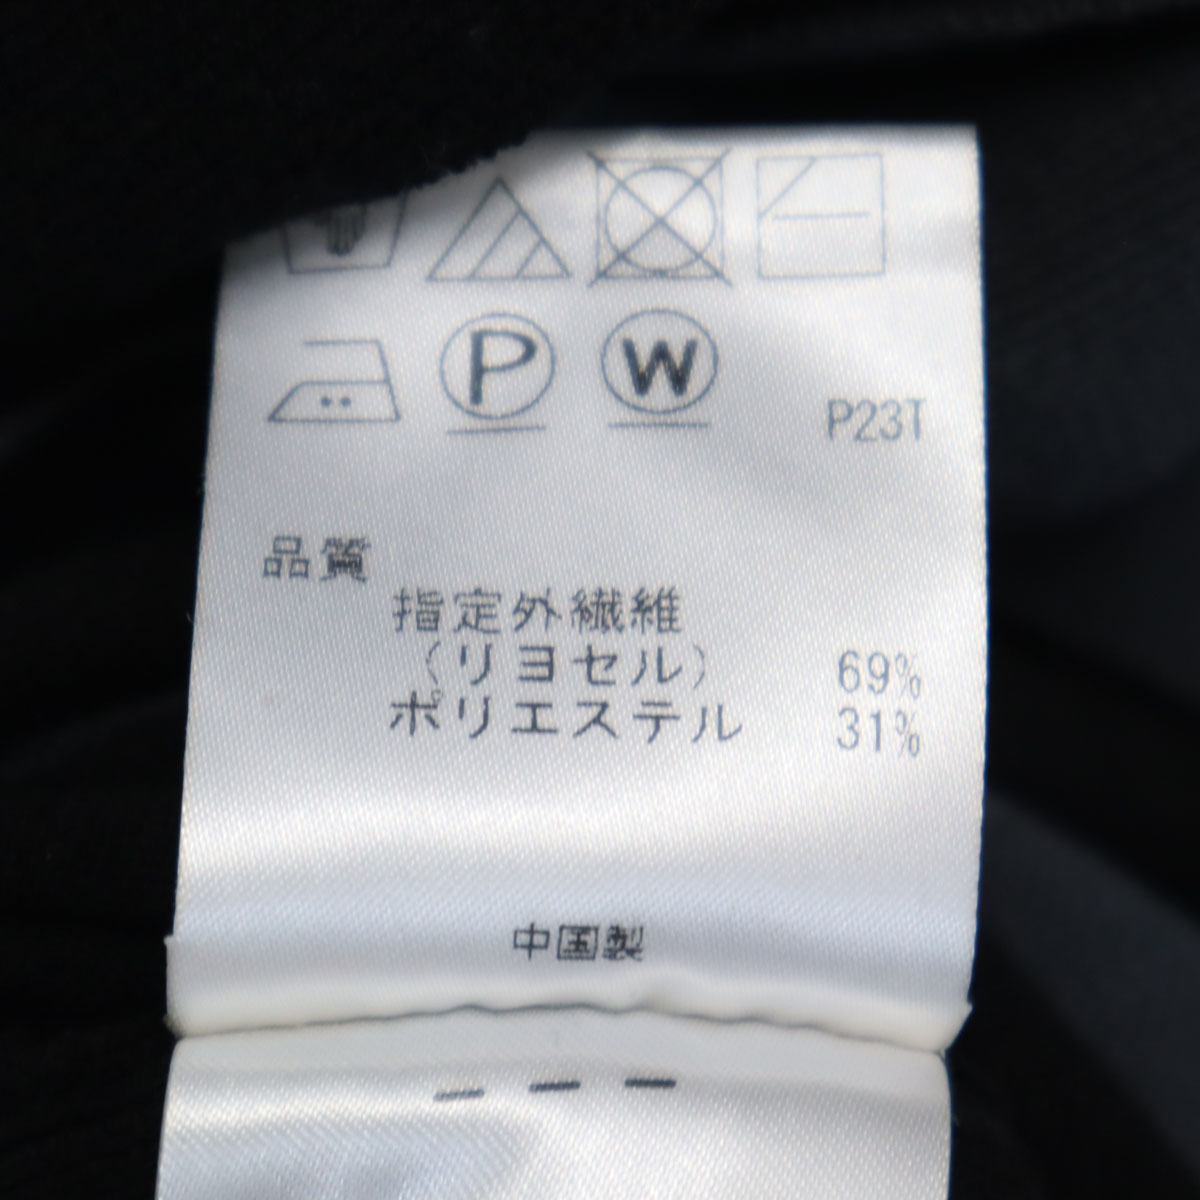 P W P23T
品質
指定外繊維
(リヨセル) 69%
ポリエステル 31%
中国製